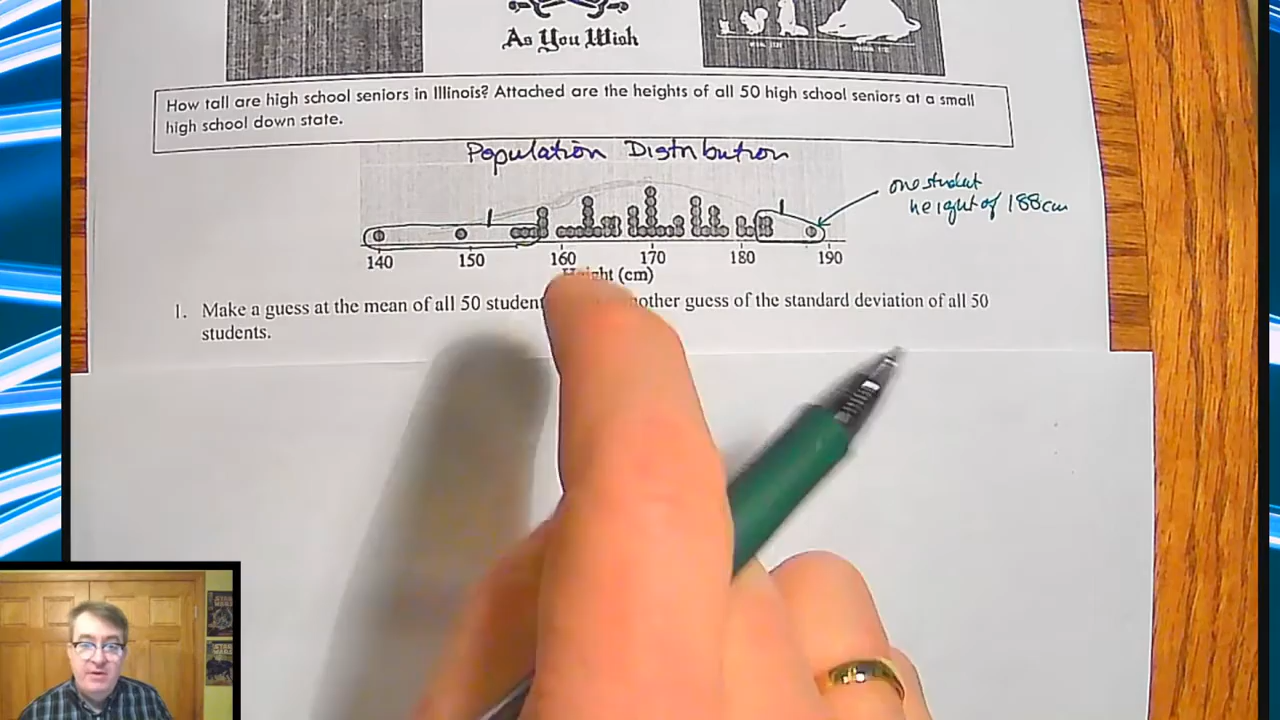 As You Wish
How tall are high school seniors in Illinois? Attached are the heights of all 50 high school seniors at a small
high school down state.
Population Distribution
one student
height of 188cm
140 150 160 170 180 190
Height (cm)
1. Make a guess at the mean of all 50 student other guess of the standard deviation of all 50
students.